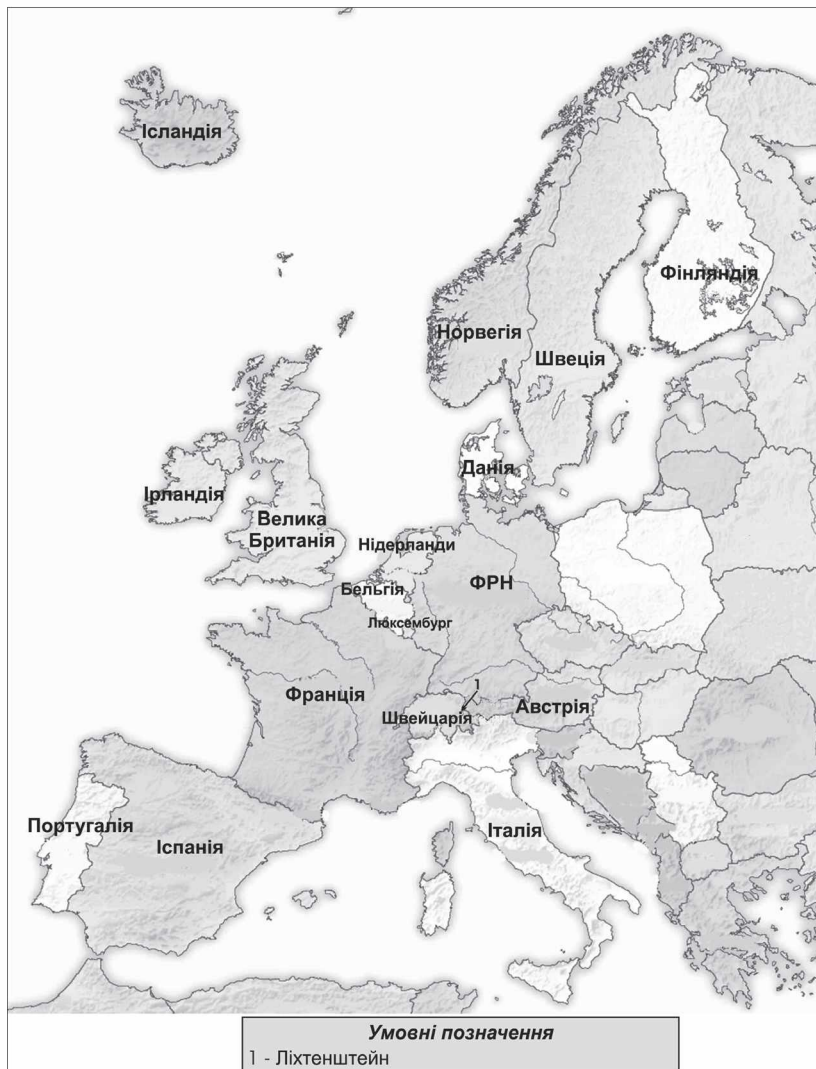 Ісландія
Фінляндія
Норвегія
Швеція
Данія
Ірландія
Велика
Британія
Нідерланди
ФРН
Бельгія
Люксембург
1
Франція
Австрія
Швейцарія
Португалія
Іспанія
Італія
Умовні позначення
1 - Ліхтенштейн